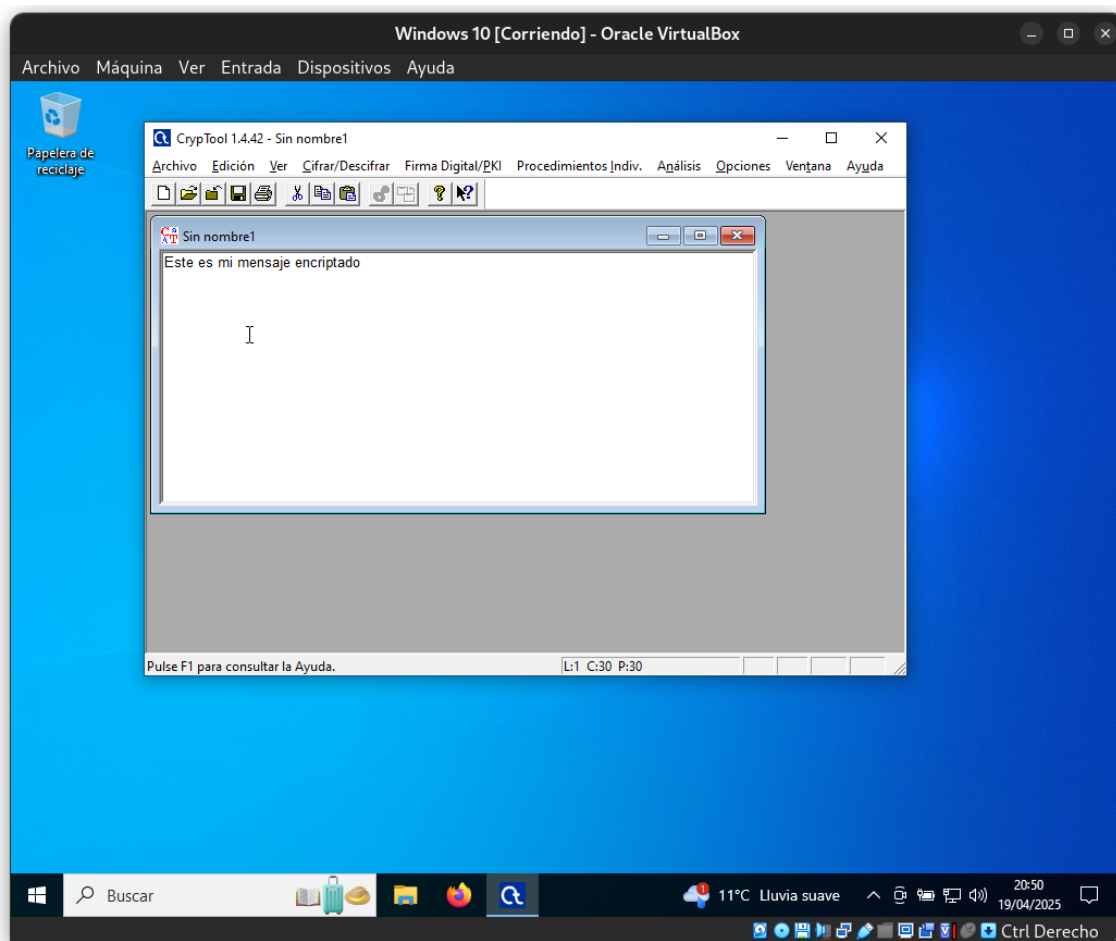 Windows 10 [Corriendo] - Oracle VirtualBox
Archivo Máquina Ver Entrada Dispositivos Ayuda
Papelera de
reciclaje
CrypTool 1.4.42 - Sin nombre1
Archivo Edición Ver Cifrar/Descifrar Firma Digital/PKI Procedimientos Indiv. Análisis Opciones Ventana Ayuda
Sin nombre1
Este es mi mensaje encriptado
Pulse F1 para consultar la Ayuda.
L:1 C:30 P:30
Buscar
1
11°C Lluvia suave
20:50
19/04/2025
Ctrl Derecho